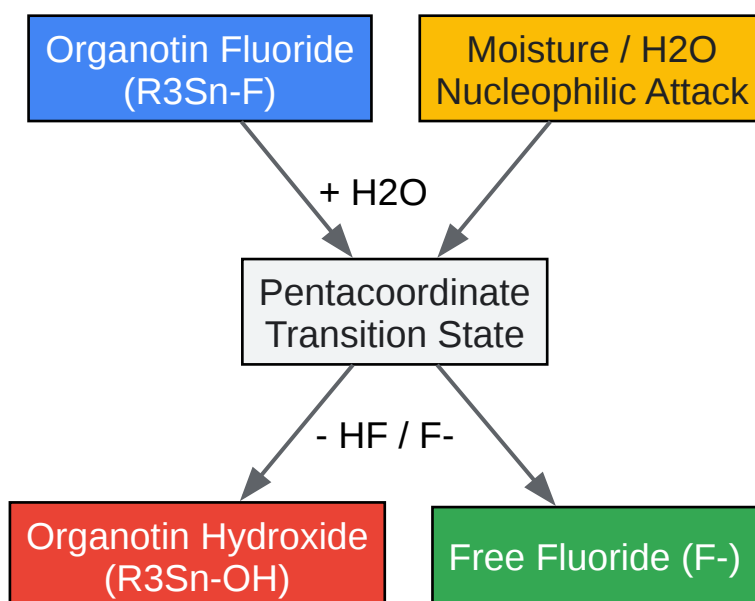 Organotin Fluoride
(R3Sn-F)
Moisture / H2O
Nucleophilic Attack
+ H2O
Pentacoordinate
Transition State
- HF / F-
Organotin Hydroxide
(R3Sn-OH)
Free Fluoride (F-)